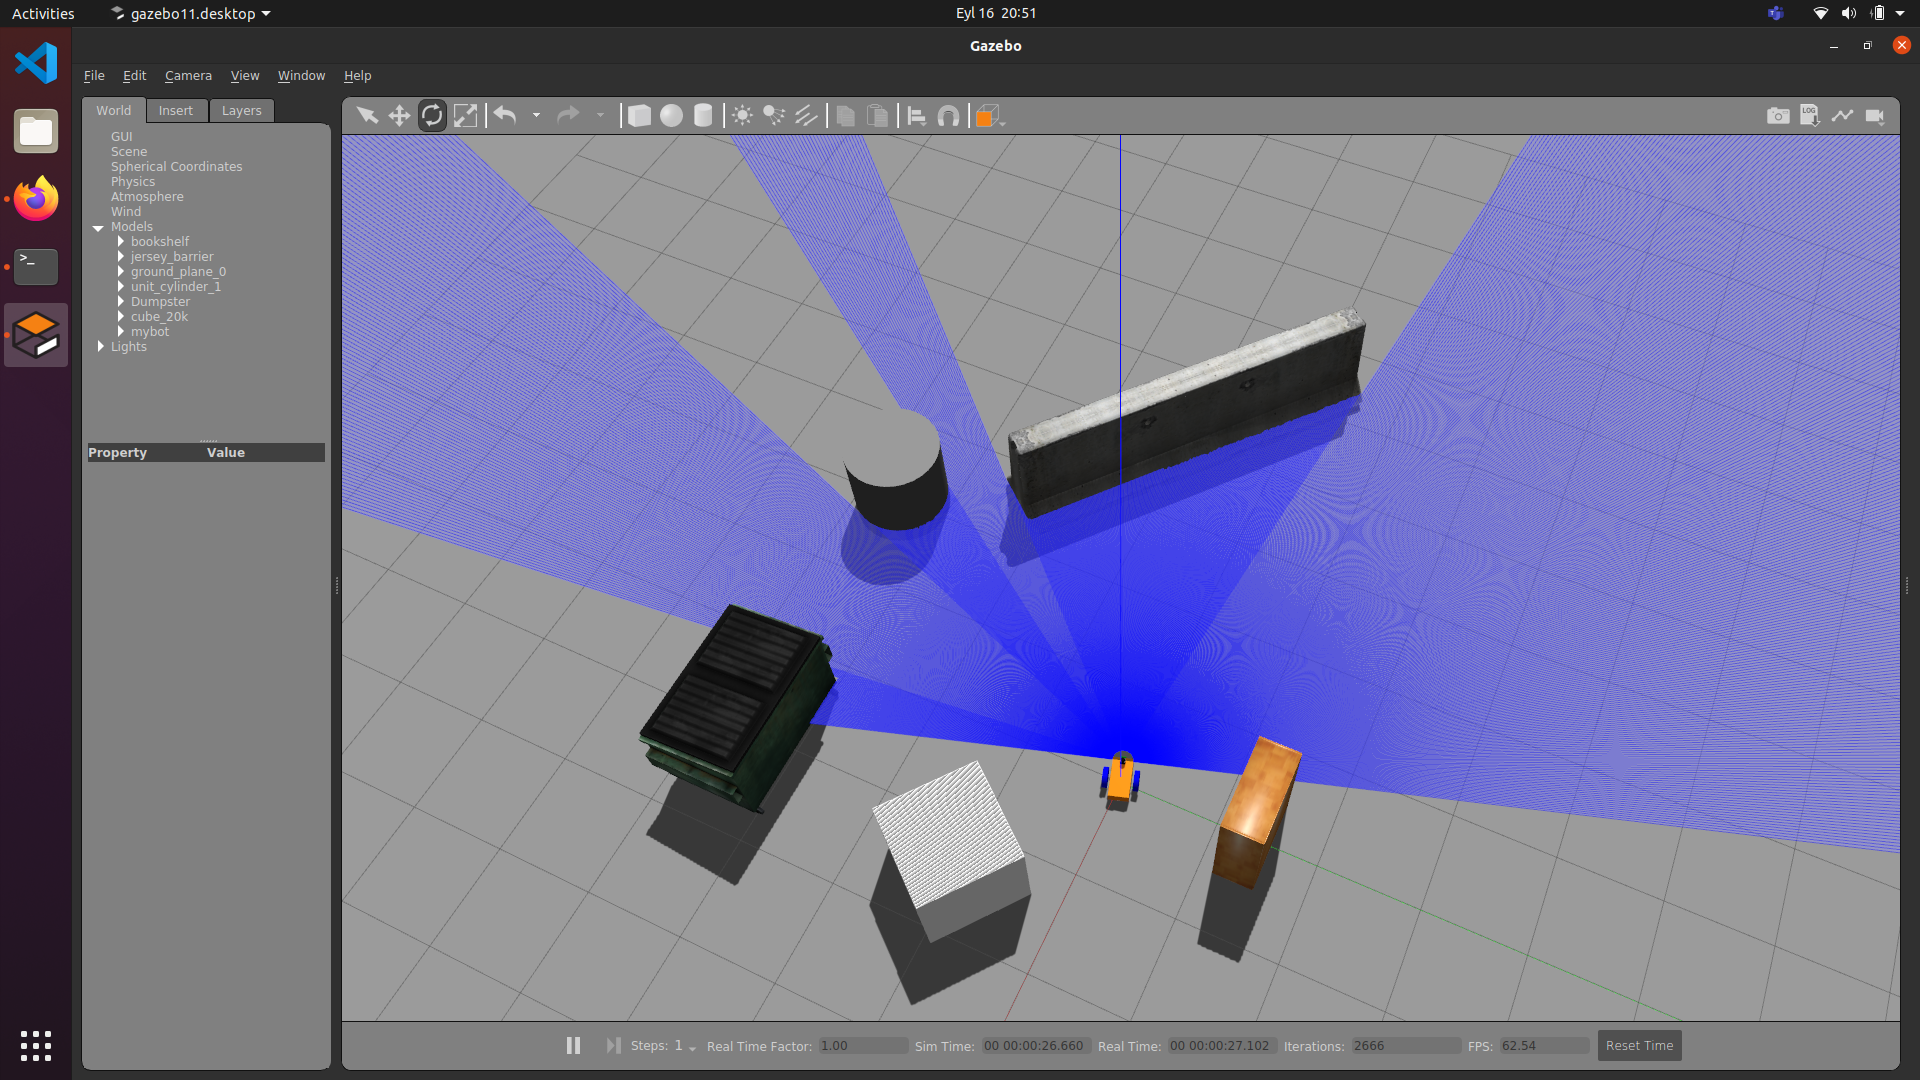 Activities gazebo11.desktop Eyl 16 20:51
Gazebo
File Edit Camera View Window Help
World Insert Layers
GUI
Scene
Spherical Coordinates
Physics
Atmosphere
Wind
Models
bookshelf
jersey_barrier
ground_plane_0
unit_cylinder_1
Dumpster
cube_20k
mybot
Lights
Property Value
LOG
>_
Steps: 1 Real Time Factor: 1.00 Sim Time: 00 00:00:26.660 Real Time: 00 00:00:27.102 Iterations: 2666 FPS: 62.54 Reset Time